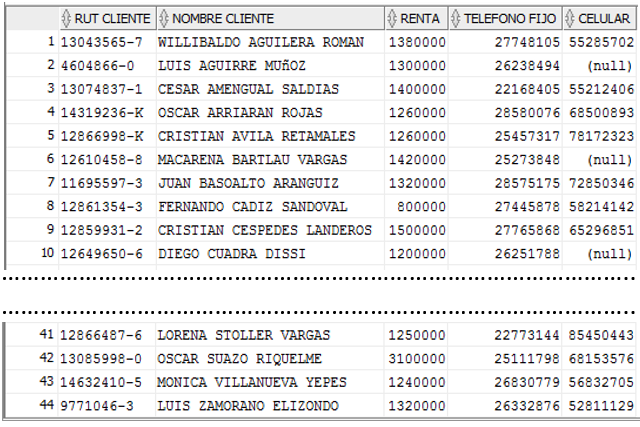 RUT CLIENTE NOMBRE CLIENTE RENTA TELEFONO FIJO CELULAR
1 13043565-7 WILLIBALDO AGUILERA ROMAN 1380000 27748105 55285702
2 4604866-0 LUIS AGUIRRE MUñOZ 1300000 26238494 (null)
3 13074837-1 CESAR AMENGUAL SALDIAS 1400000 22168405 55212406
4 14319236-K OSCAR ARRIARAN ROJAS 1260000 28580076 68500893
5 12866998-K CRISTIAN AVILA RETAMALES 1260000 25457317 78172323
6 12610458-8 MACARENA BARTLAU VARGAS 1420000 25273848 (null)
7 11695597-3 JUAN BASOALTO ARANGUIZ 1320000 28575175 72850346
8 12861354-3 FERNANDO CADIZ SANDOVAL 800000 27445878 58214142
9 12859931-2 CRISTIAN CESPEDES LANDEROS 1500000 27765868 65296851
10 12649650-6 DIEGO CUADRA DISSI 1200000 26251788 (null)
41 12866487-6 LORENA STOLLER VARGAS 1250000 22773144 85450443
42 13085998-0 OSCAR SUAZO RIQUELME 3100000 25111798 68153576
43 14632410-5 MONICA VILLANUEVA YEPES 1240000 26830779 56832705
44 9771046-3 LUIS ZAMORANO ELIZONDO 1320000 26332876 52811129